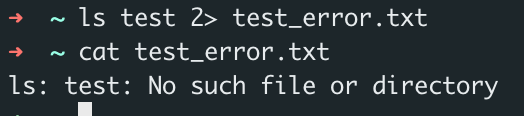 ➜ ~ ls test 2> test_error.txt
➜ ~ cat test_error.txt
ls: test: No such file or directory